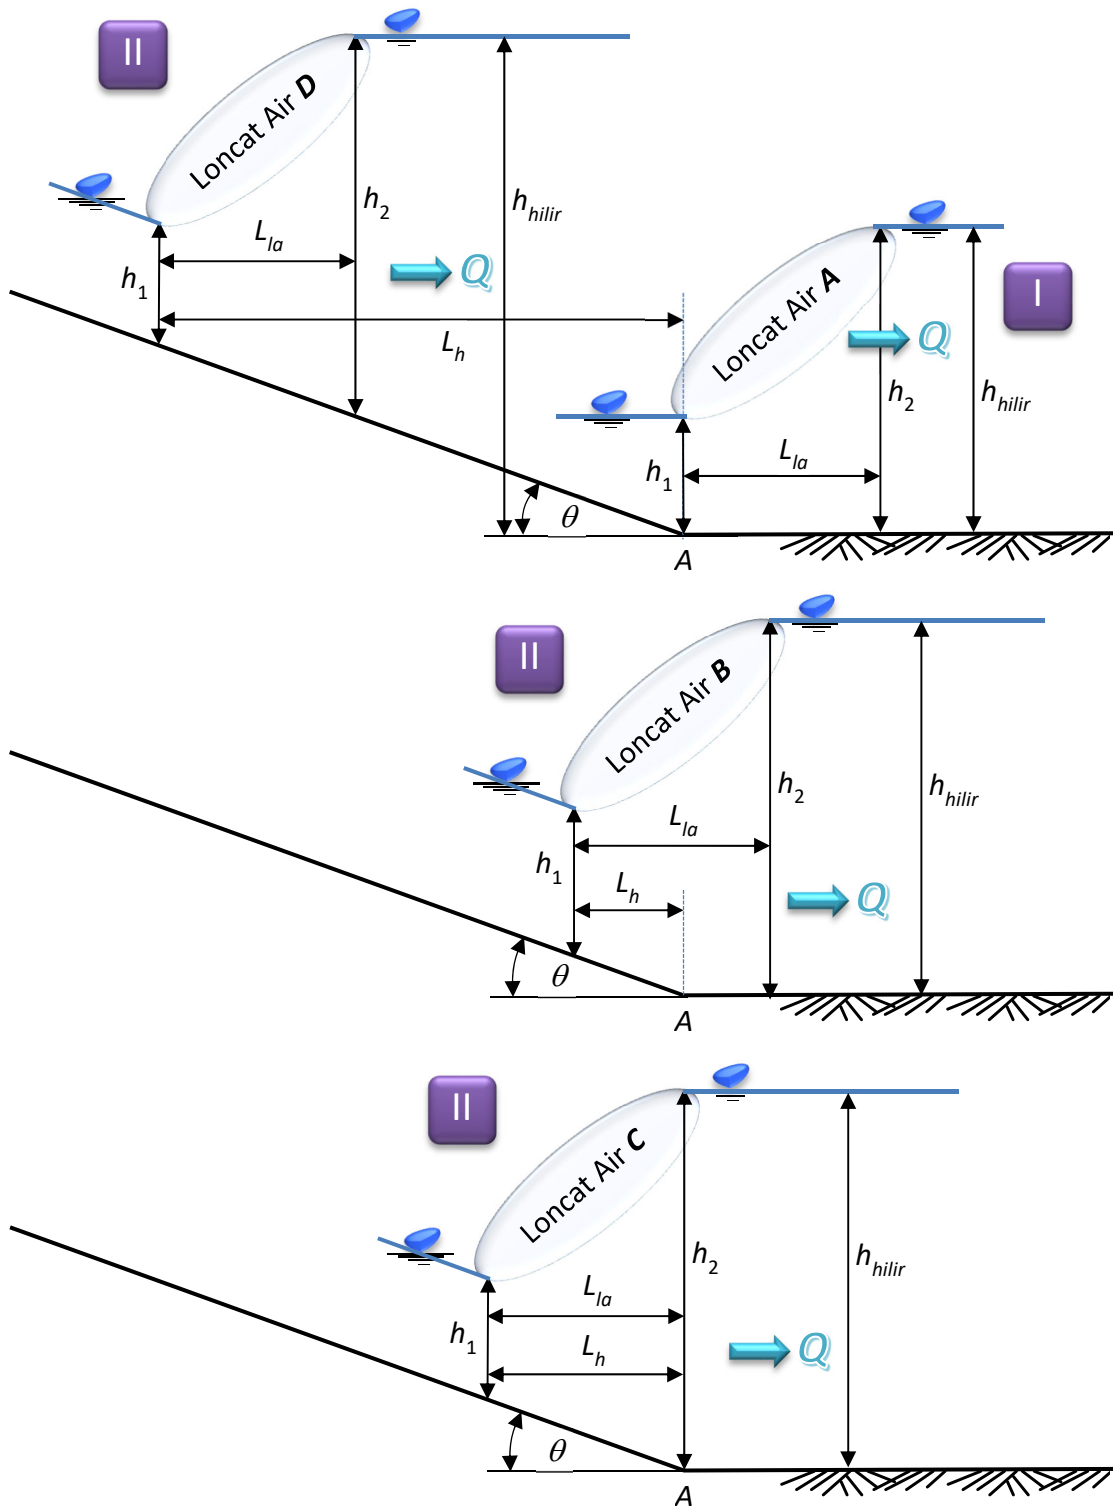 II
Loncat Air D
h2
hhilir
Lla
h1
Q
Lh
θ
I
Loncat Air A
Q
h2
hhilir
h1
Lla
A
II
Loncat Air B
h2
hhilir
Lla
h1
Lh
Q
θ
A
II
Loncat Air C
h2
hhilir
Lla
h1
Lh
Q
θ
A